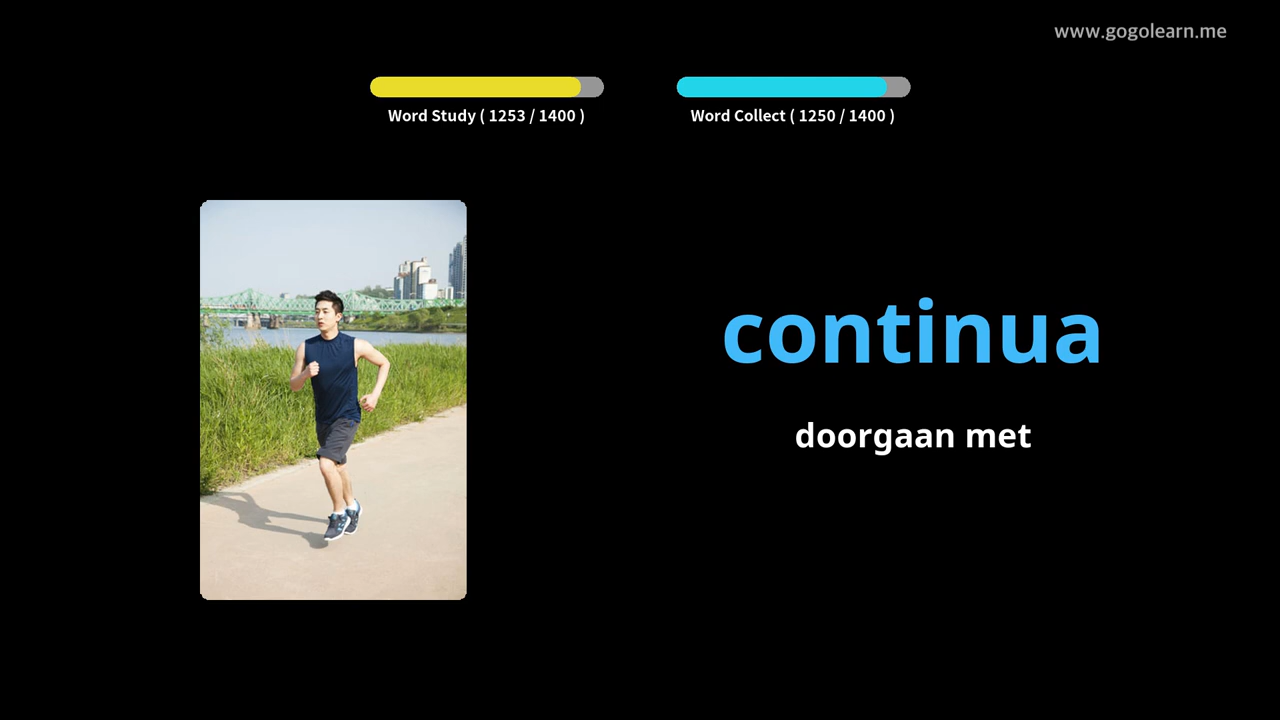 www.gogolearn.me
Word Study ( 1253 / 1400 )
Word Collect ( 1250 / 1400 )
continua
doorgaan met